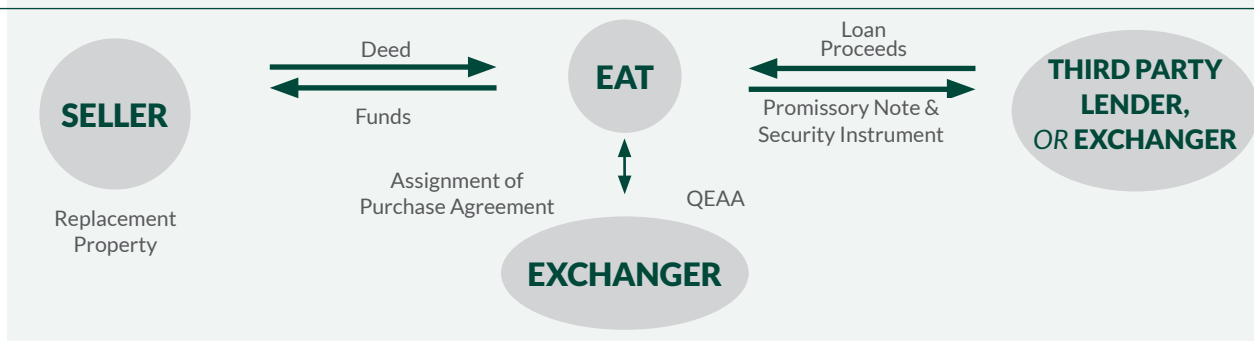 SELLER
Replacement
Property
Deed
Funds
EAT
Loan
Proceeds
Promissory Note &
Security Instrument
THIRD PARTY
LENDER,
OR EXCHANGER
Assignment of
Purchase Agreement
QEAA
EXCHANGER